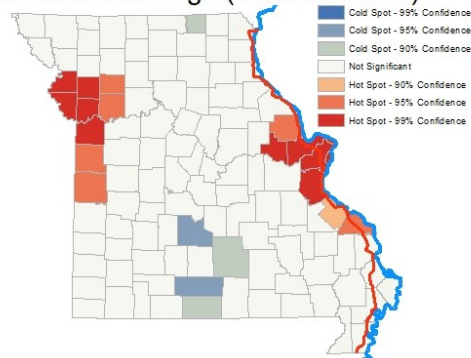 Cold Spot - 99% Confidence
Cold Spot - 95% Confidence
Cold Spot - 90% Confidence
Not Significant
Hot Spot - 90% Confidence
Hot Spot - 95% Confidence
Hot Spot - 99% Confidence